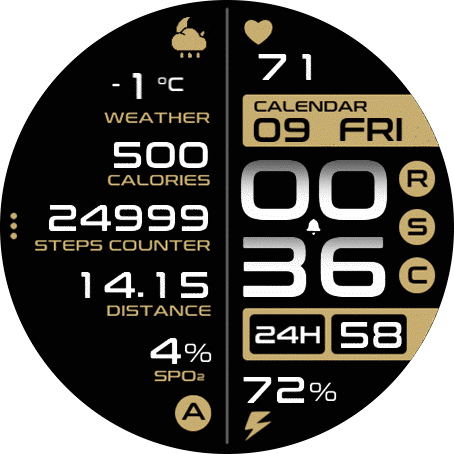 -1 °C
WEATHER
500
CALORIES
24999
STEPS COUNTER
14.15
DISTANCE
4%
SPO₂
A
71
CALENDAR
09 FRI
00
36
R
S
C
24H 58
72%